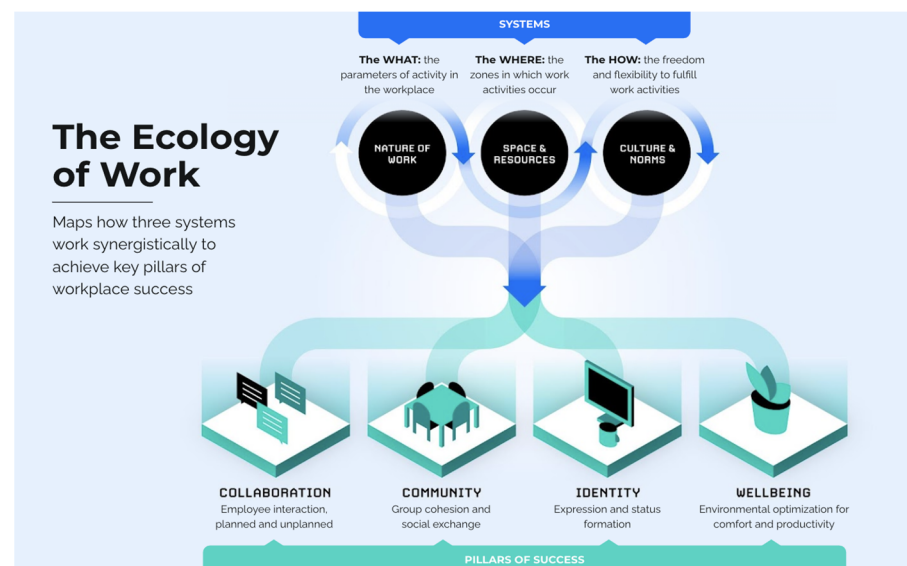 SYSTEMS
The WHAT: the
parameters of activity in
the workplace
The WHERE: the
zones in which work
activities occur
The HOW: the freedom
and flexibility to fulfill
work activities
The Ecology
of Work
Maps how three systems
work synergistically to
achieve key pillars of
workplace success
NATURE OF
WORK
SPACE &
RESOURCES
CULTURE &
NORMS
COLLABORATION
Employee interaction,
planned and unplanned
COMMUNITY
Group cohesion and
social exchange
IDENTITY
Expression and status
formation
WELLBEING
Environmental optimization for
comfort and productivity
PILLARS OF SUCCESS